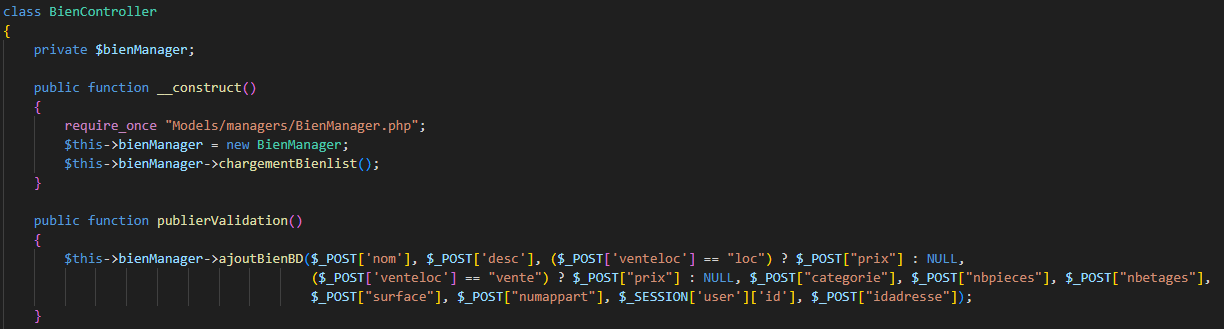 class BienController
{
    private $bienManager;

    public function __construct()
    {
        require_once "Models/managers/BienManager.php";
        $this->bienManager = new BienManager;
        $this->bienManager->chargementBienlist();
    }

    public function publierValidation()
    {
        $this->bienManager->ajoutBienBD($_POST['nom'], $_POST['desc'], ($_POST['venteloc'] == "loc") ? $_POST["prix"] : NULL,
                                        ($_POST['venteloc'] == "vente") ? $_POST["prix"] : NULL, $_POST["categorie"], $_POST["nbpieces"], $_POST["nbetages"],
                                        $_POST["surface"], $_POST["numappart"], $_SESSION['user']['id'], $_POST["idadresse"]);
    }